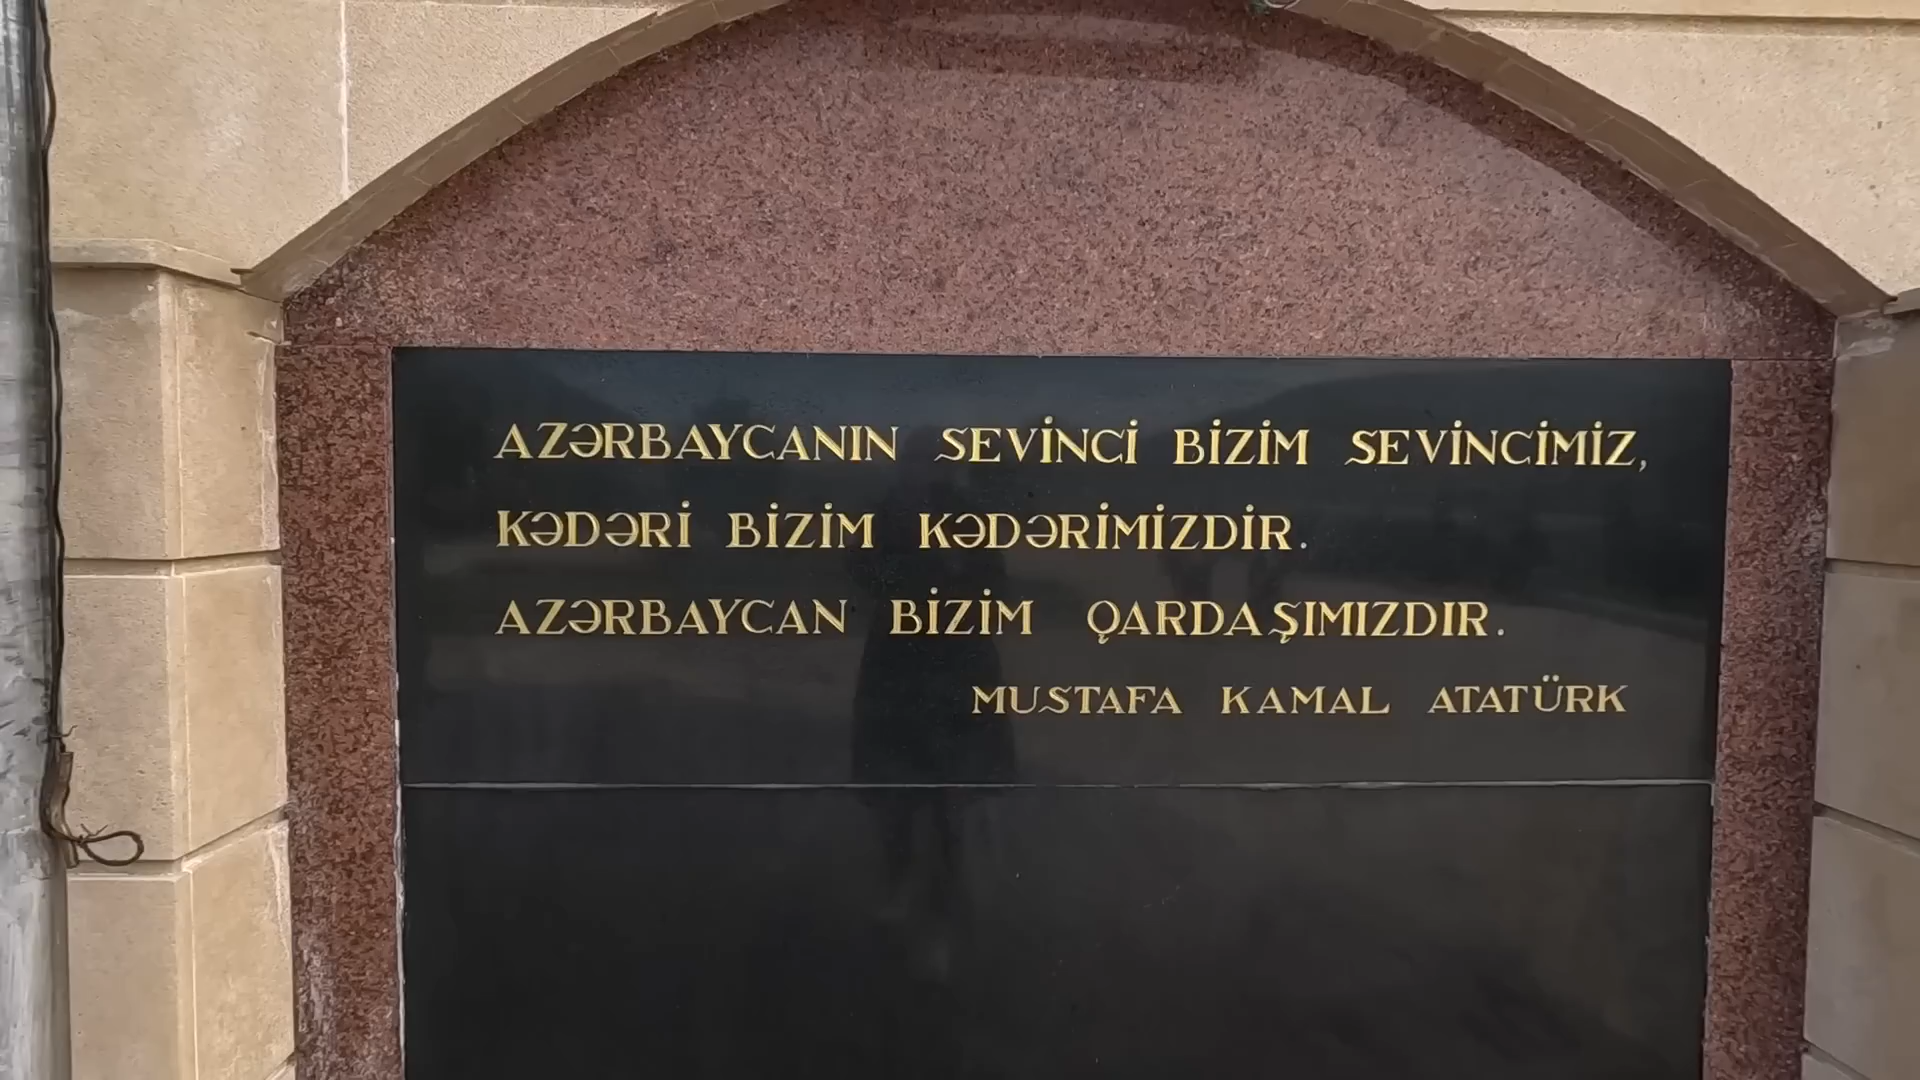 AZƏRBAYCANIN SEVİNCİ BİZİM SEVİNCİMİZ,
KƏDƏRİ BİZİM KƏDƏRİMİZDİR.
AZƏRBAYCAN BİZİM QARDAŞIMIZDIR.
MUSTAFA KAMAL ATATÜRK